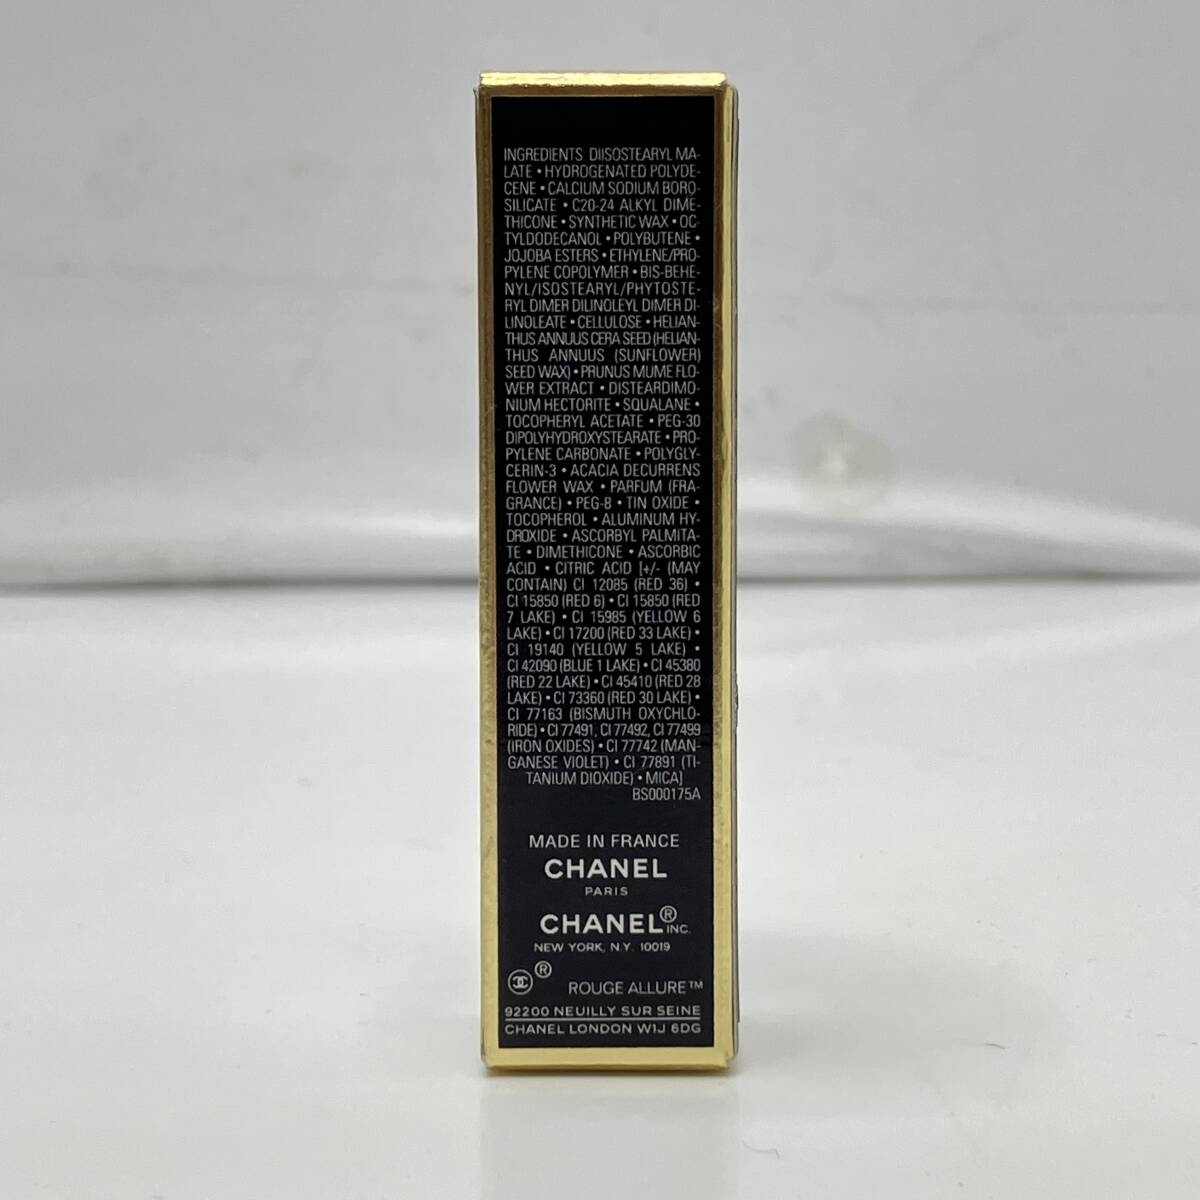 INGREDIENTS DIISOSTEARYL MA-
LATE • HYDROGENATED POLYDE-
CENE • CALCIUM SODIUM BORO-
SILICATE • C20-24 ALKYL DIME-
THICONE • SYNTHETIC WAX • OC-
TYLDODECANOL • POLYBUTENE •
JOJOBA ESTERS • ETHYLENE/PRO-
PYLENE COPOLYMER • BIS-BEHE-
NYL/ISOSTEARYL/PHYTOSTE-
RYL DIMER DILINOLEYL DIMER DI-
LINOLEATE • CELLULOSE • HELIAN-
THUS ANNUUS CERA SEED (HELIAN-
THUS ANNUUS (SUNFLOWER)
SEED WAX) • PRUNUS MUME FLO-
WER EXTRACT • DISTEARDIMO-
NIUM HECTORITE • SQUALANE •
TOCOPHERYL ACETATE • PEG-30
DIPOLYHYDROXYSTEARATE • PRO-
PYLENE CARBONATE • POLYGLY-
CERIN-3 • ACACIA DECURRENS
FLOWER WAX • PARFUM (FRA-
GRANCE) • PEG-8 • TIN OXIDE •
TOCOPHEROL • ALUMINUM HY-
DROXIDE • ASCORBYL PALMITA-
TE • DIMETHICONE • ASCORBIC
ACID • CITRIC ACID [+/- (MAY
CONTAIN) CI 12085 (RED 36) •
CI 15850 (RED 6) • CI 15850 (RED
7 LAKE) • CI 15985 (YELLOW 6
LAKE) • CI 17200 (RED 33 LAKE) •
CI 19140 (YELLOW 5 LAKE) •
CI 42090 (BLUE 1 LAKE) • CI 45380
(RED 22 LAKE) • CI 45410 (RED 28
LAKE) • CI 73360 (RED 30 LAKE) •
CI 77163 (BISMUTH OXYCHLO-
RIDE) • CI 77491, CI 77492, CI 77499
(IRON OXIDES) • CI 77742 (MAN-
GANESE VIOLET) • CI 77891 (TI-
TANIUM DIOXIDE) • MICA]
BS000175A
MADE IN FRANCE
CHANEL
PARIS
CHANEL® INC.
NEW YORK, N.Y. 10019
® ROUGE ALLURE™
92200 NEUILLY SUR SEINE
CHANEL LONDON W1J 6DG